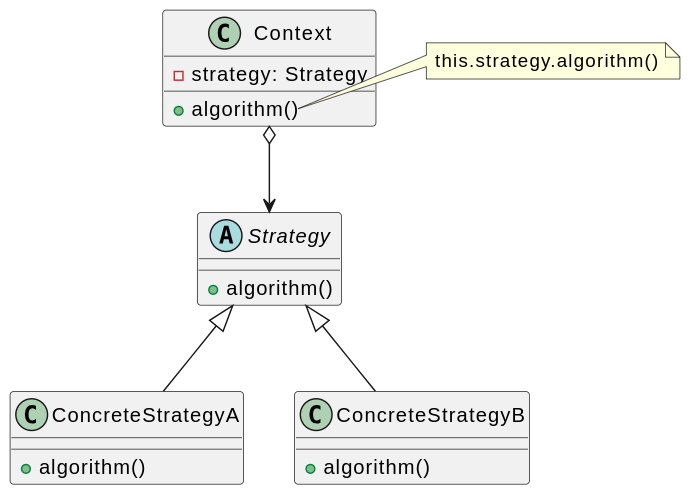 C Context
strategy: Strategy
algorithm()
this.strategy.algorithm()
A Strategy
algorithm()
C ConcreteStrategyA
algorithm()
C ConcreteStrategyB
algorithm()